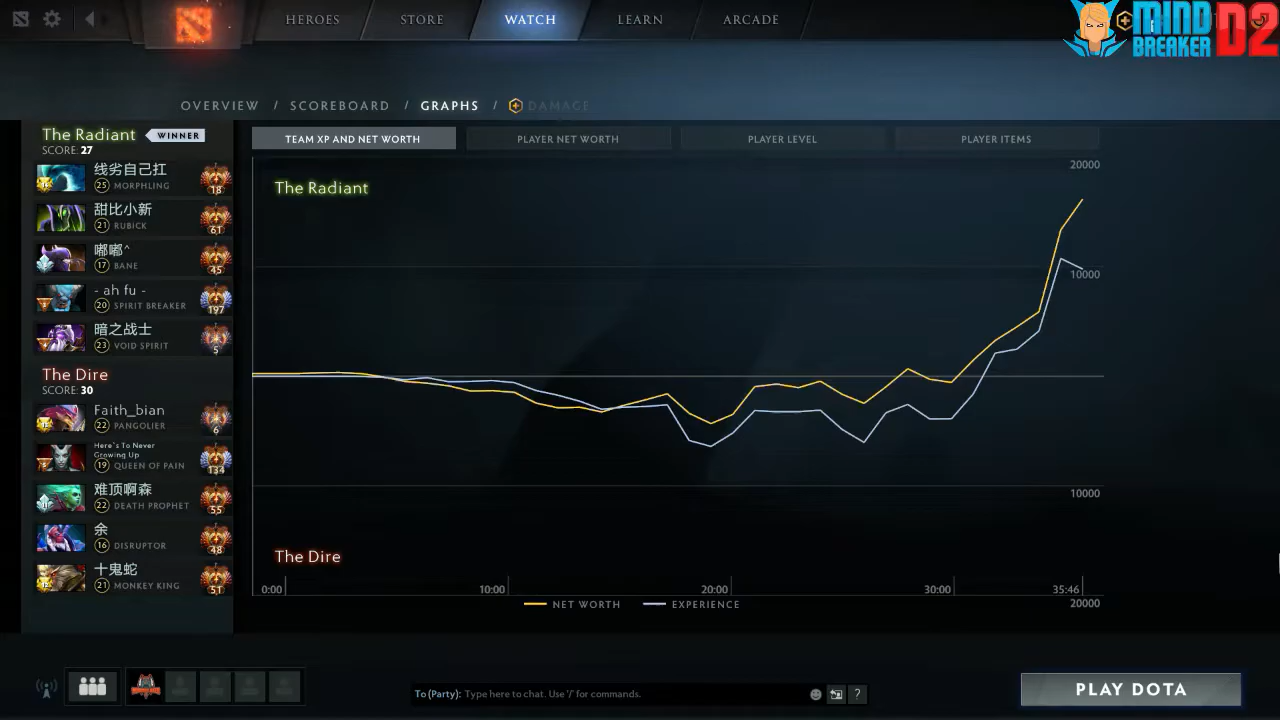 HEROES
STORE
WATCH
LEARN
ARCADE
MIND
BREAKER
D2
OVERVIEW / SCOREBOARD / GRAPHS / DAMAGE
The Radiant
WINNER
SCORE: 27
线劣自己扛
25 MORPHLING
18
甜比小新
21 RUBICK
61
嘟嘟^
17 BANE
45
- ah fu -
20 SPIRIT BREAKER
197
暗之战士
23 VOID SPIRIT
5
The Dire
SCORE: 30
Faith_bian
22 PANGOLIER
6
Here's To Never
Growing Up
19 QUEEN OF PAIN
134
难顶啊森
22 DEATH PROPHET
55
余
16 DISRUPTOR
48
十鬼蛇
21 MONKEY KING
51
TEAM XP AND NET WORTH
PLAYER NET WORTH
PLAYER LEVEL
PLAYER ITEMS
20000
The Radiant
10000
10000
The Dire
0:00
10:00
20:00
30:00
35:46
NET WORTH
EXPERIENCE
20000
To (Party): Type here to chat. Use '/' for commands.
?
PLAY DOTA